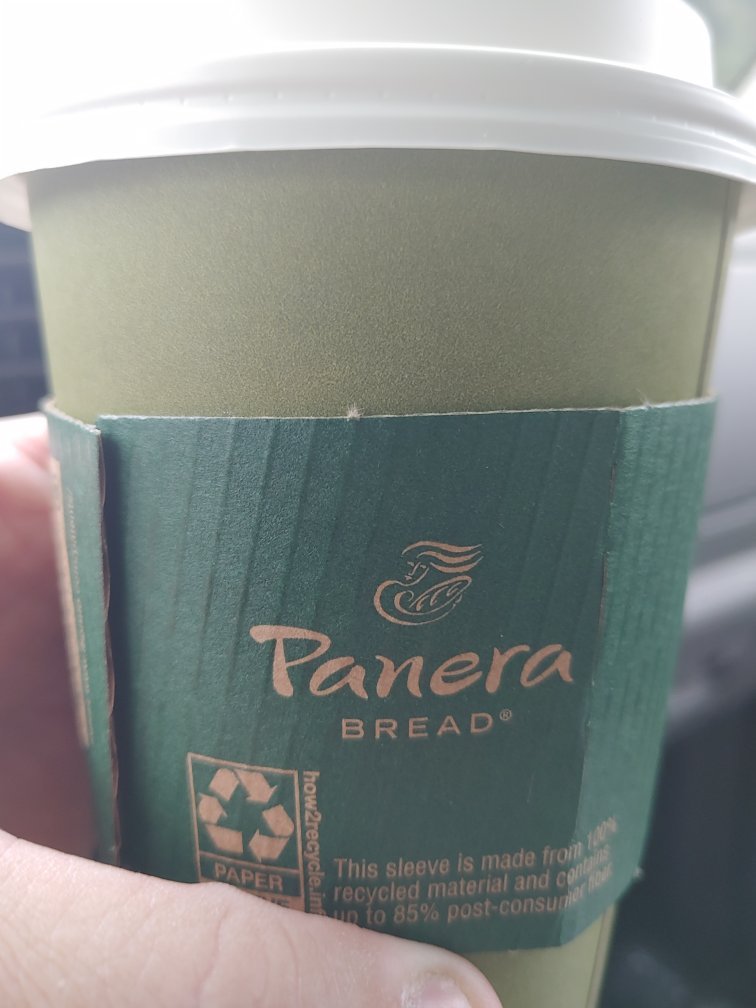 Panera
BREAD®
how2recycle.info
PAPER
This sleeve is made from 100%
recycled material and contains
up to 85% post-consumer fiber.